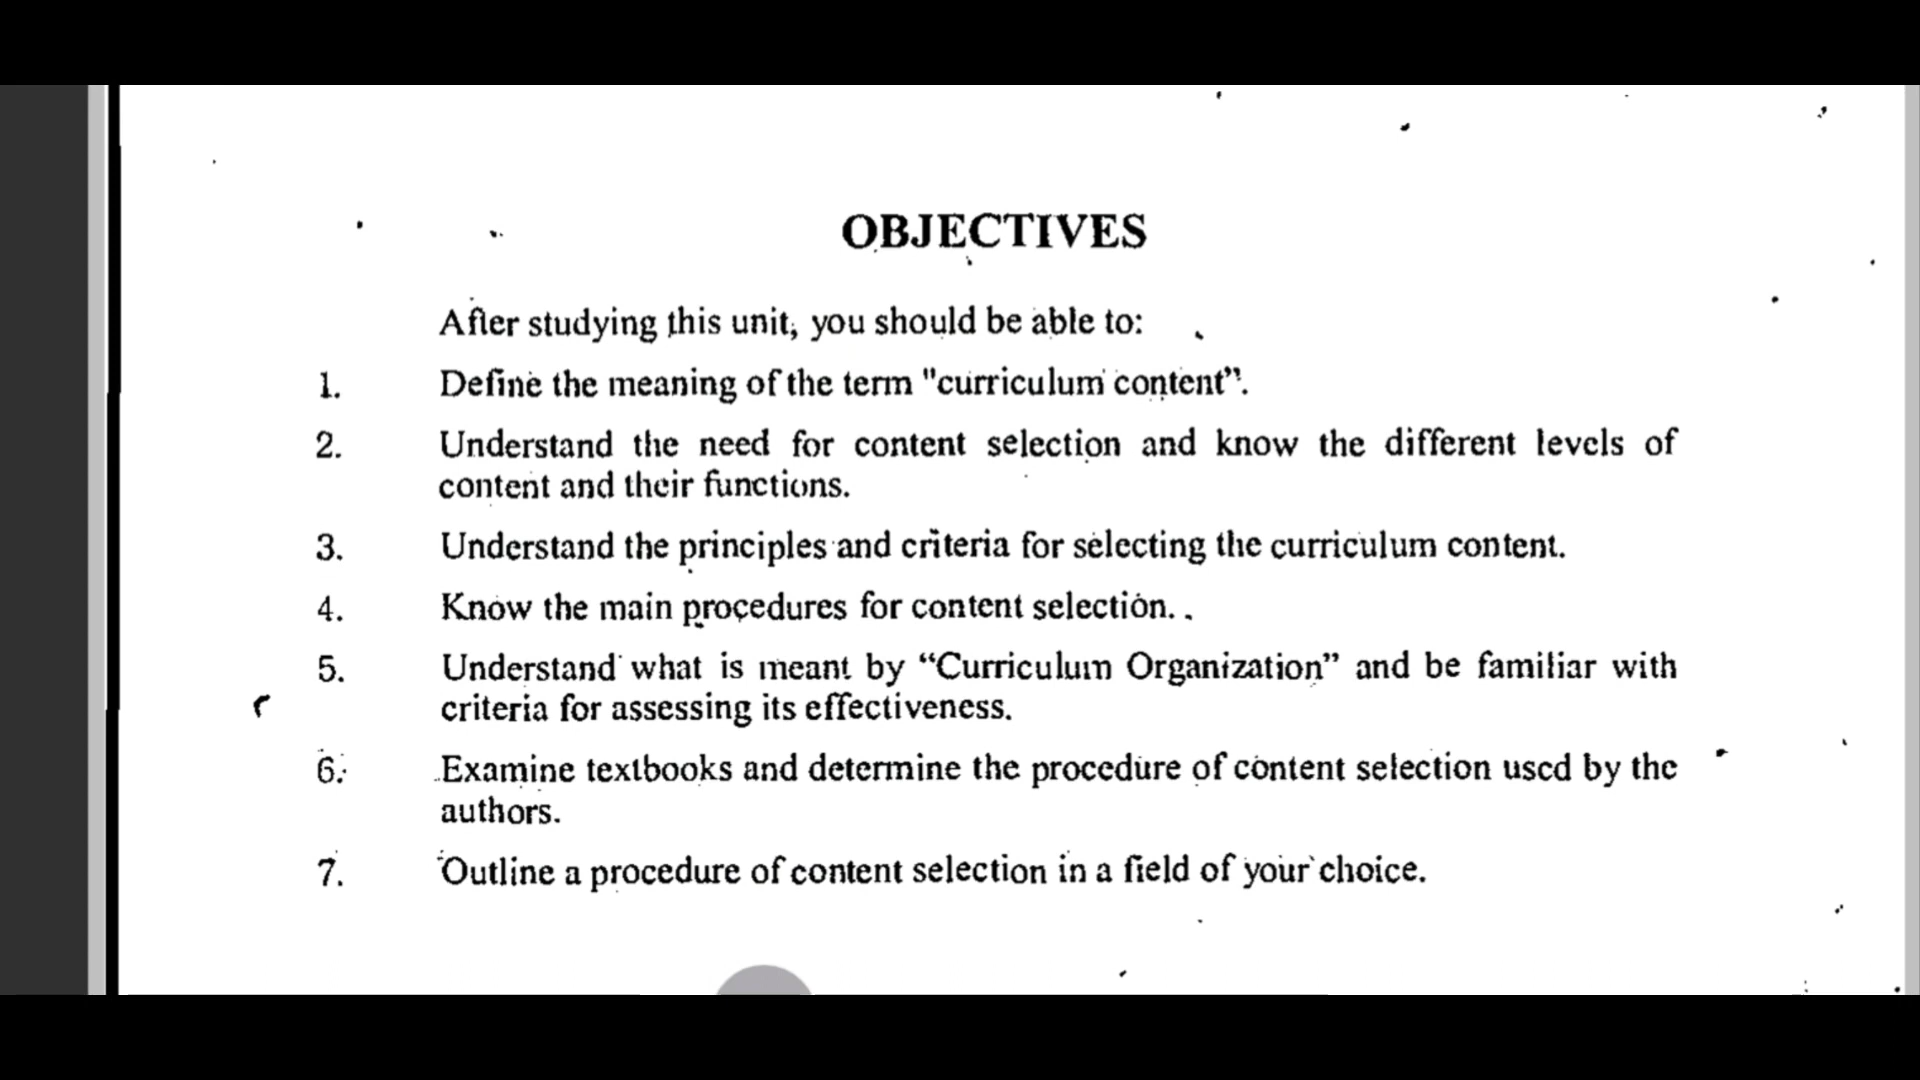 OBJECTIVES
After studying this unit, you should be able to:
1. Define the meaning of the term "curriculum content”.
2. Understand the need for content selection and know the different levels of
content and their functions.
3. Understand the principles and criteria for selecting the curriculum content.
4. Know the main procedures for content selection.
5. Understand what is meant by “Curriculum Organization” and be familiar with
criteria for assessing its effectiveness.
6. Examine textbooks and determine the procedure of content selection used by the
authors.
7. Outline a procedure of content selection in a field of your choice.